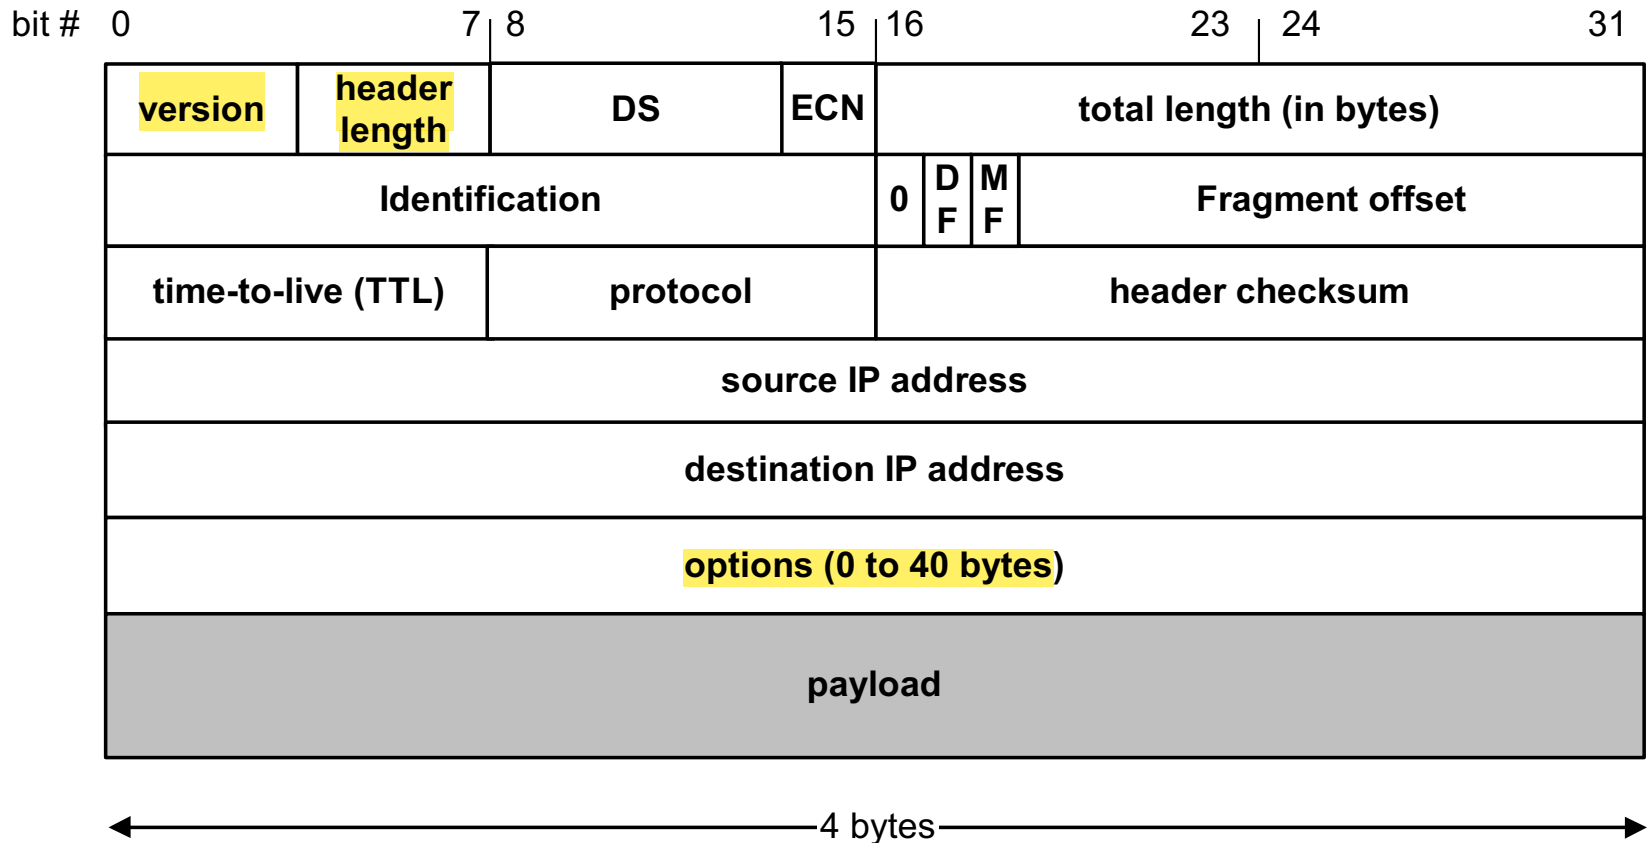 bit # 0 7 8 15 16 23 24 31
version header length DS ECN total length (in bytes)
Identification 0 DF MF Fragment offset
time-to-live (TTL) protocol header checksum
source IP address
destination IP address
options (0 to 40 bytes)
payload
4 bytes